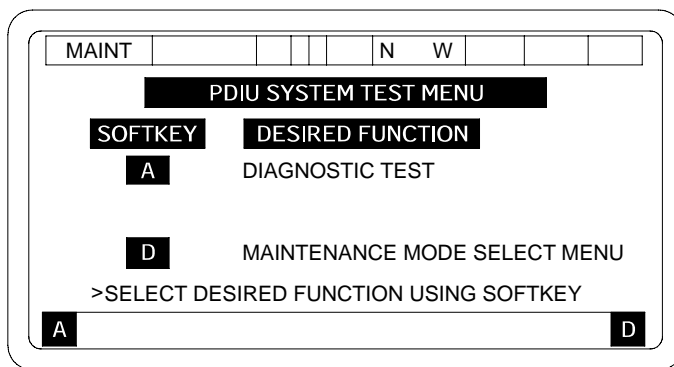 MAINT N W
PDIU SYSTEM TEST MENU
SOFTKEY DESIRED FUNCTION
A DIAGNOSTIC TEST
D MAINTENANCE MODE SELECT MENU
>SELECT DESIRED FUNCTION USING SOFTKEY
A D